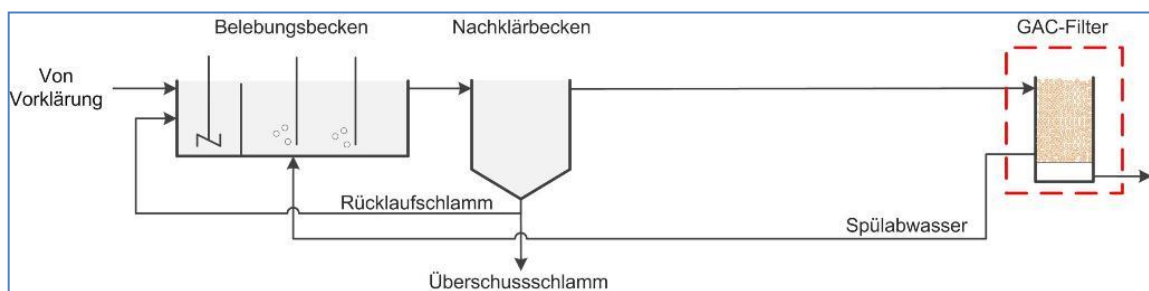 Belebungsbecken
Nachklärbecken
GAC-Filter
Von
Vorklärung
Rücklaufschlamm
Spülabwasser
Überschussschlamm